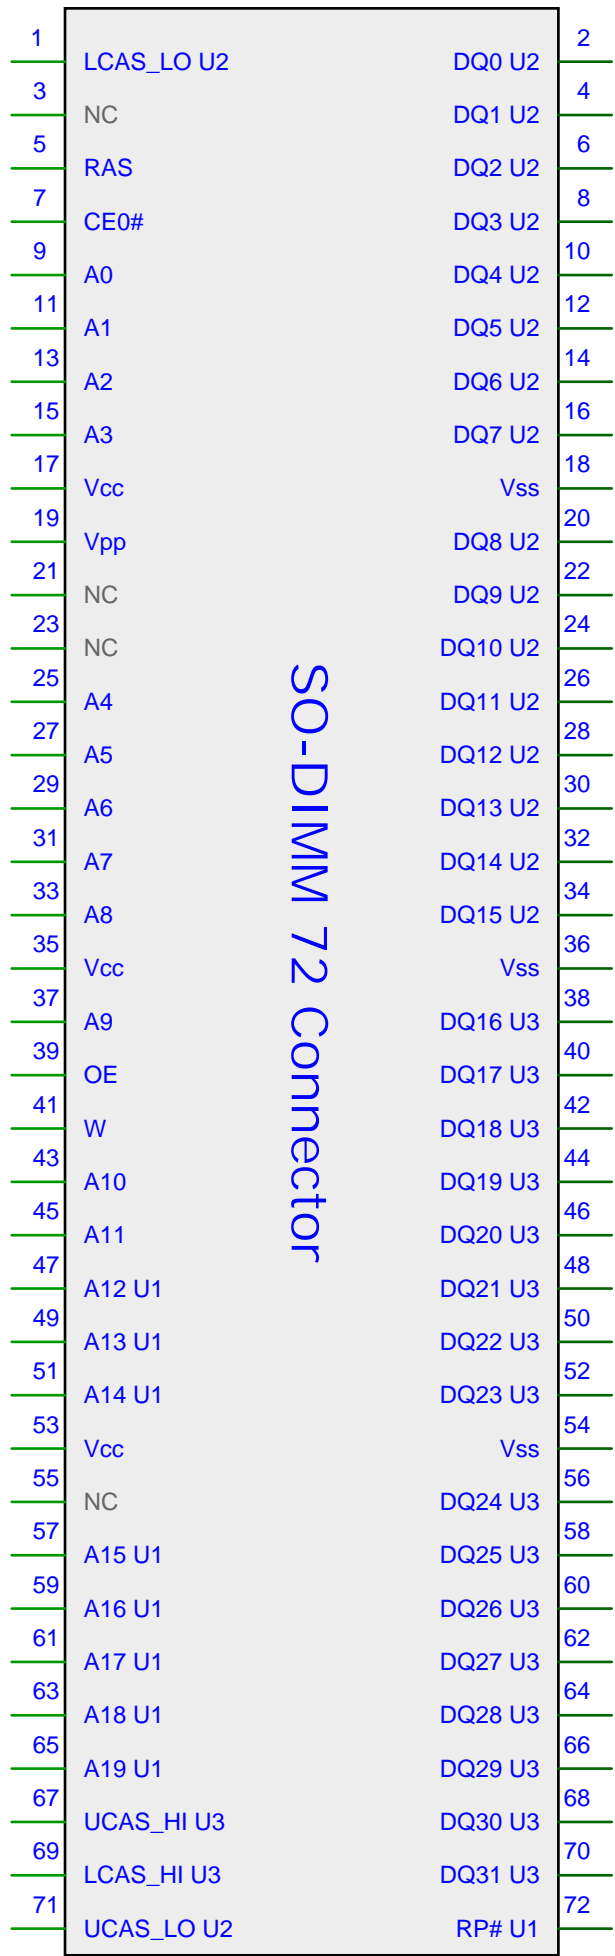 1 LCAS_LO U2 DQ0 U2 2
3 NC DQ1 U2 4
5 RAS DQ2 U2 6
7 CE0# DQ3 U2 8
9 A0 DQ4 U2 10
11 A1 DQ5 U2 12
13 A2 DQ6 U2 14
15 A3 DQ7 U2 16
17 Vcc Vss 18
19 Vpp DQ8 U2 20
21 NC DQ9 U2 22
23 NC DQ10 U2 24
25 A4 DQ11 U2 26
27 A5 DQ12 U2 28
29 A6 DQ13 U2 30
31 A7 DQ14 U2 32
33 A8 DQ15 U2 34
35 Vcc Vss 36
37 A9 DQ16 U3 38
39 OE DQ17 U3 40
41 W DQ18 U3 42
43 A10 DQ19 U3 44
45 A11 DQ20 U3 46
47 A12 U1 DQ21 U3 48
49 A13 U1 DQ22 U3 50
51 A14 U1 DQ23 U3 52
53 Vcc Vss 54
55 NC DQ24 U3 56
57 A15 U1 DQ25 U3 58
59 A16 U1 DQ26 U3 60
61 A17 U1 DQ27 U3 62
63 A18 U1 DQ28 U3 64
65 A19 U1 DQ29 U3 66
67 UCAS_HI U3 DQ30 U3 68
69 LCAS_HI U3 DQ31 U3 70
71 UCAS_LO U2 RP# U1 72
SO-DIMM 72 Connector